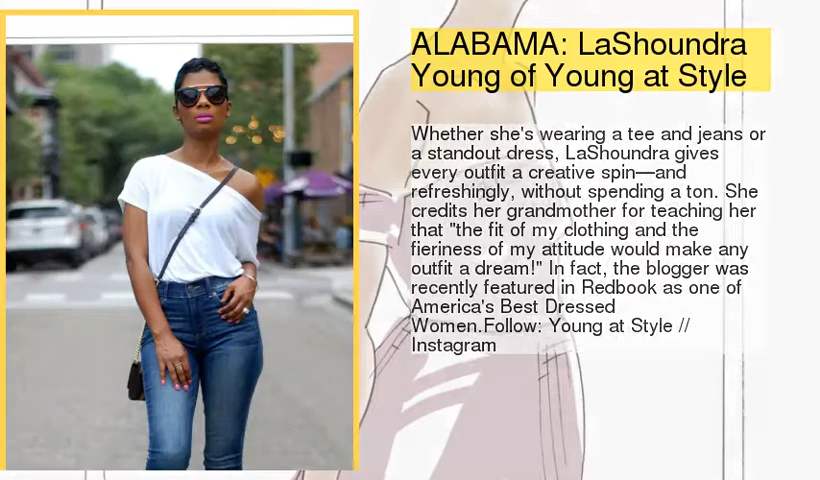 ALABAMA: LaShoundra
Young of Young at Style
Whether she's wearing a tee and jeans or
a standout dress, LaShoundra gives
every outfit a creative spin—and
refreshingly, without spending a ton. She
credits her grandmother for teaching her
that "the fit of my clothing and the
fieriness of my attitude would make any
outfit a dream!" In fact, the blogger was
recently featured in Redbook as one of
America's Best Dressed
Women.Follow: Young at Style //
Instagram